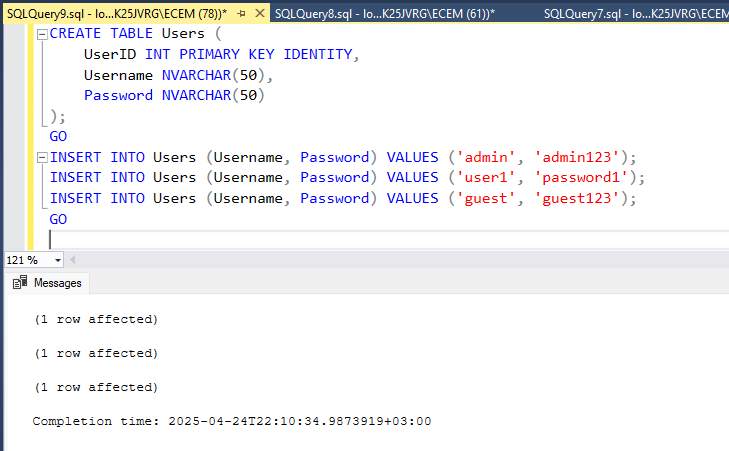 SQLQuery9.sql - lo...K25JVRG\ECEM (78))* SQLQuery8.sql - lo...K25JVRG\ECEM (61))* SQLQuery7.sql - lo...K25JVRG\ECEM
CREATE TABLE Users (
UserID INT PRIMARY KEY IDENTITY,
Username NVARCHAR(50),
Password NVARCHAR(50)
);
GO
INSERT INTO Users (Username, Password) VALUES ('admin', 'admin123');
INSERT INTO Users (Username, Password) VALUES ('user1', 'password1');
INSERT INTO Users (Username, Password) VALUES ('guest', 'guest123');
GO
121 %
Messages
(1 row affected)
(1 row affected)
(1 row affected)
Completion time: 2025-04-24T22:10:34.9873919+03:00